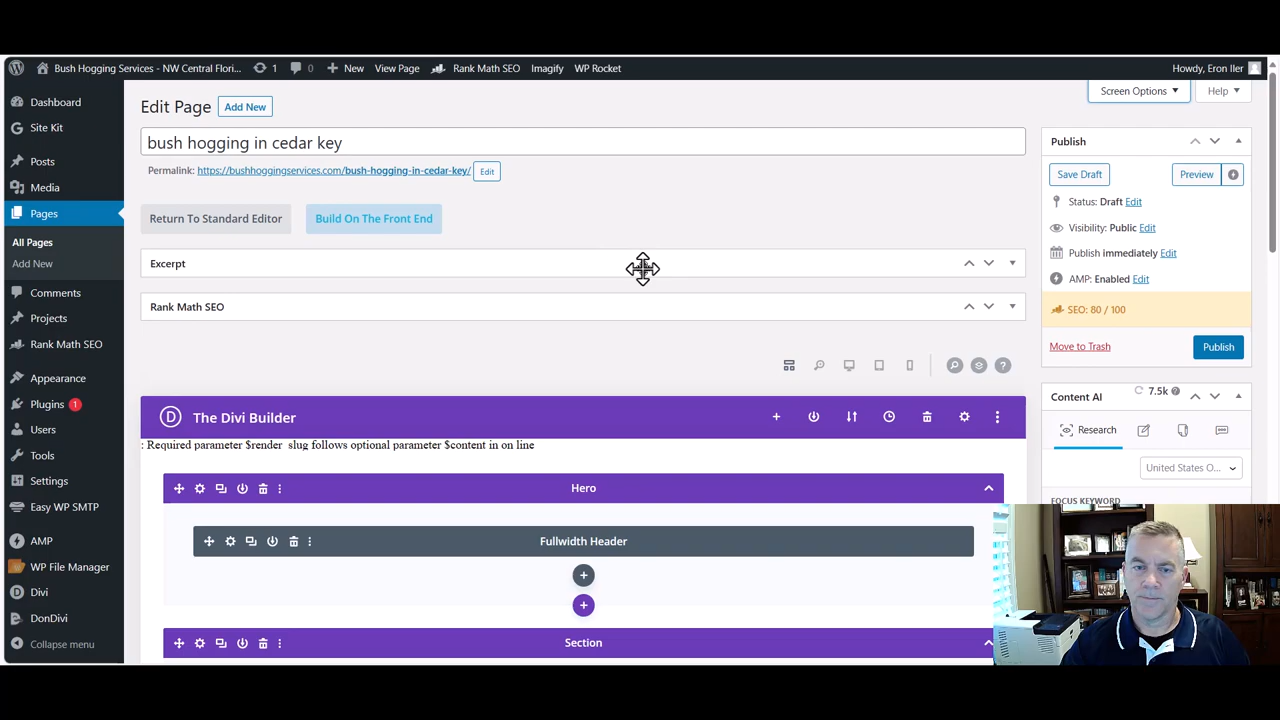 Bush Hogging Services - NW Central Flori... 1 0 New View Page Rank Math SEO Imagify WP Rocket Howdy, Eron Iler
Dashboard
Site Kit
Posts
Media
Pages
All Pages
Add New
Comments
Projects
Rank Math SEO
Appearance
Plugins 1
Users
Tools
Settings
Easy WP SMTP
AMP
WP File Manager
Divi
DonDivi
Collapse menu
Screen Options Help
Edit Page Add New
bush hogging in cedar key
Permalink: https://bushhoggingservices.com/bush-hogging-in-cedar-key/ Edit
Return To Standard Editor Build On The Front End
Excerpt
Rank Math SEO
The Divi Builder
: Required parameter $render_slug follows optional parameter $content in on line
Hero
Fullwidth Header
Section
Publish
Save Draft Preview
Status: Draft Edit
Visibility: Public Edit
Publish immediately Edit
AMP: Enabled Edit
SEO: 80 / 100
Move to Trash Publish
Content AI 7.5k
Research
United States O...
FOCUS KEYWORD